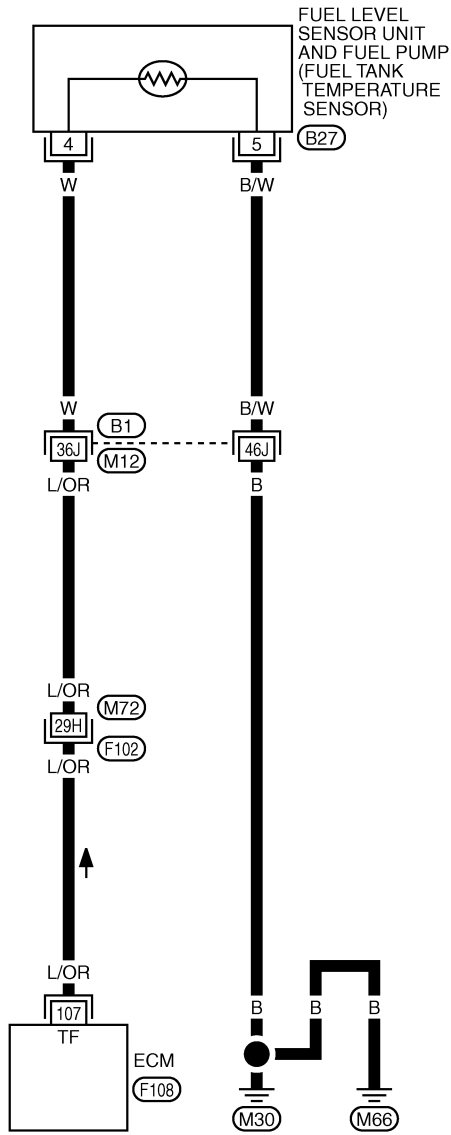 FUEL LEVEL
SENSOR UNIT
AND FUEL PUMP
(FUEL TANK
TEMPERATURE
SENSOR)
B27
4
5
W
B/W
W
B/W
B1
36J
46J
M12
L/OR
B
L/OR
M72
29H
F102
L/OR
L/OR
B
B
B
107
TF
ECM
F108
M30
M66